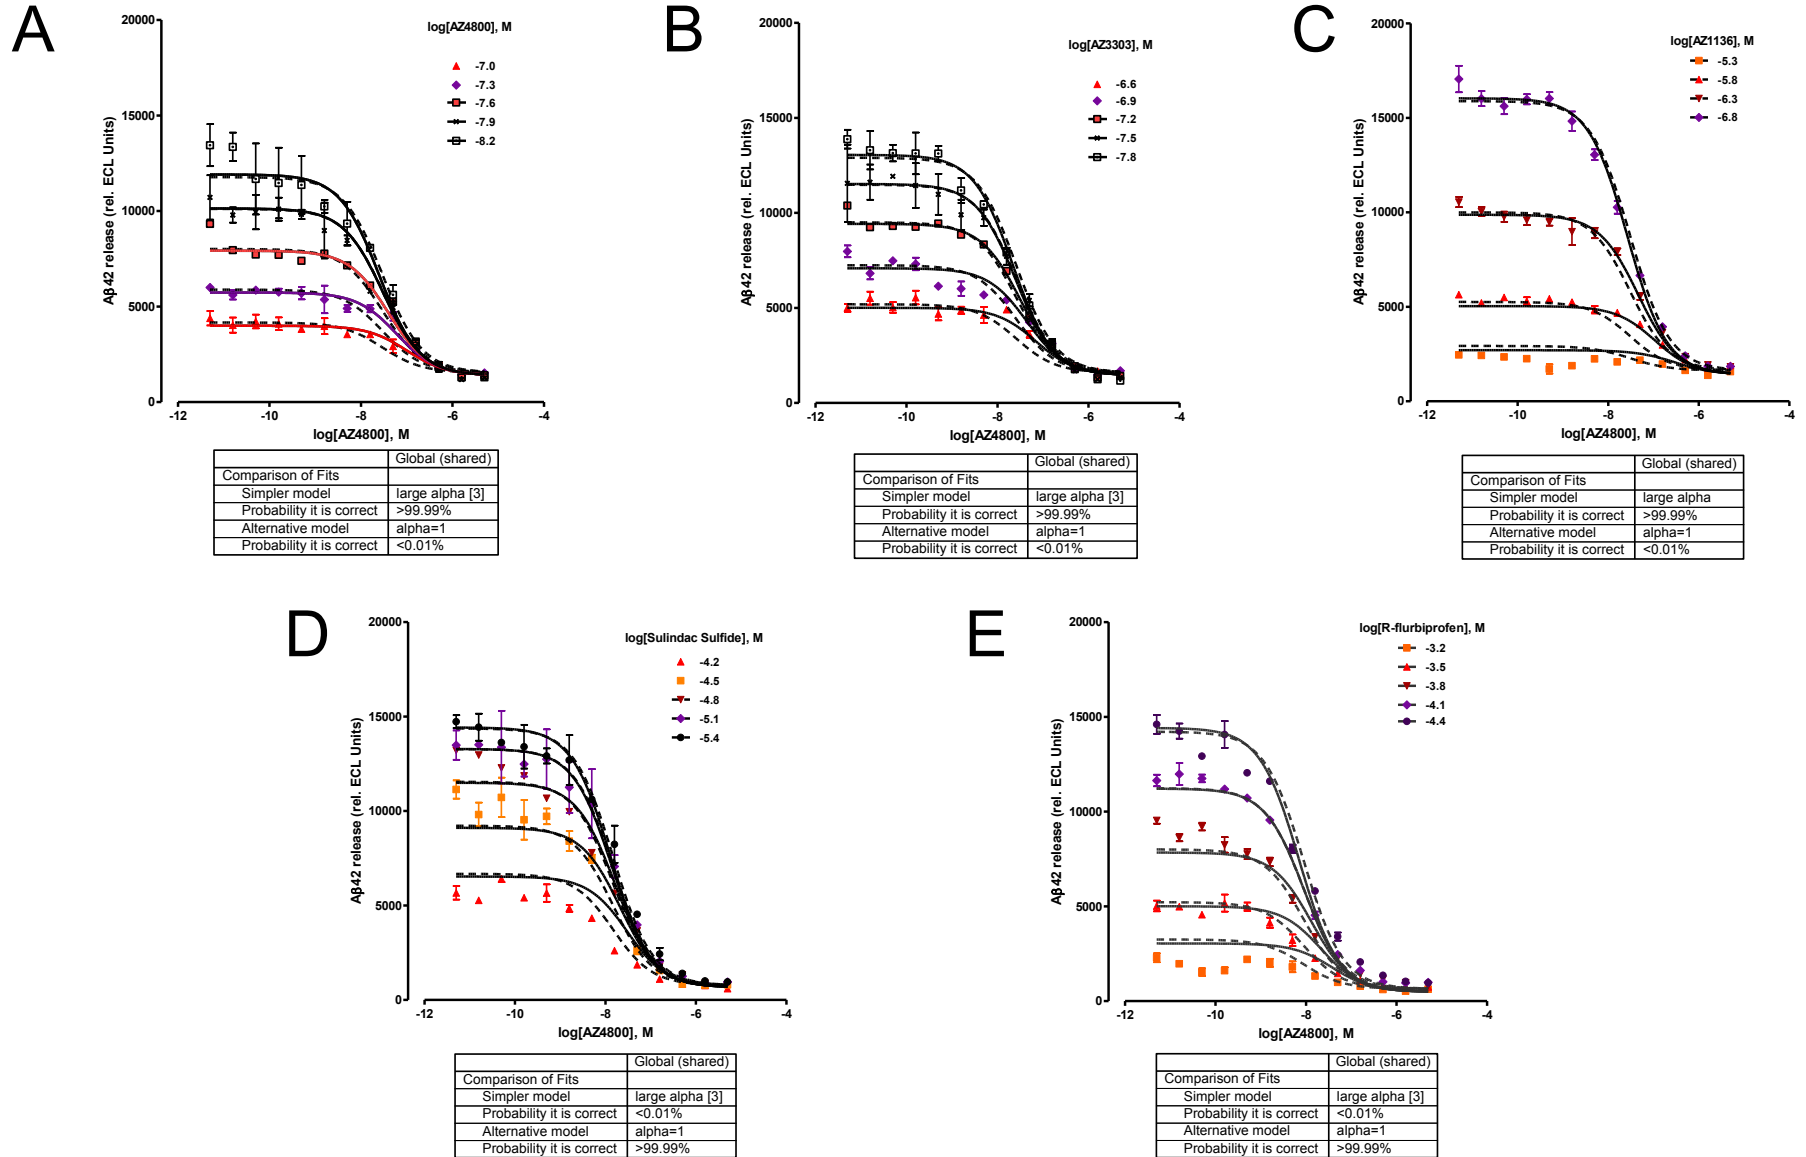 A
log[AZ4800], M
-7.0
-7.3
-7.6
-7.9
-8.2
20000
15000
10000
5000
0
Aβ42 release (rel. ECL Units)
-12 -10 -8 -6 -4
log[AZ4800], M
Global (shared)
Comparison of Fits
Simpler model large alpha [3]
Probability it is correct >99.99%
Alternative model alpha=1
Probability it is correct <0.01%
B
log[AZ3303], M
-6.6
-6.9
-7.2
-7.5
-7.8
20000
15000
10000
5000
0
Aβ42 release (rel. ECL Units)
-12 -10 -8 -6 -4
log[AZ4800], M
Global (shared)
Comparison of Fits
Simpler model large alpha [3]
Probability it is correct >99.99%
Alternative model alpha=1
Probability it is correct <0.01%
C
log[AZ1136], M
-5.3
-5.8
-6.3
-6.8
20000
15000
10000
5000
0
Aβ42 release (rel. ECL Units)
-12 -10 -8 -6 -4
log[AZ4800], M
Global (shared)
Comparison of Fits
Simpler model large alpha
Probability it is correct >99.99%
Alternative model alpha=1
Probability it is correct <0.01%
D
log[Sulindac Sulfide], M
-4.2
-4.5
-4.8
-5.1
-5.4
20000
15000
10000
5000
0
Aβ42 release (rel. ECL Units)
-12 -10 -8 -6 -4
log[AZ4800], M
Global (shared)
Comparison of Fits
Simpler model large alpha [3]
Probability it is correct <0.01%
Alternative model alpha=1
Probability it is correct >99.99%
E
log[R-flurbiprofen], M
-3.2
-3.5
-3.8
-4.1
-4.4
20000
15000
10000
5000
0
Aβ42 release (rel. ECL Units)
-12 -10 -8 -6 -4
log[AZ4800], M
Global (shared)
Comparison of Fits
Simpler model large alpha [3]
Probability it is correct <0.01%
Alternative model alpha=1
Probability it is correct >99.99%